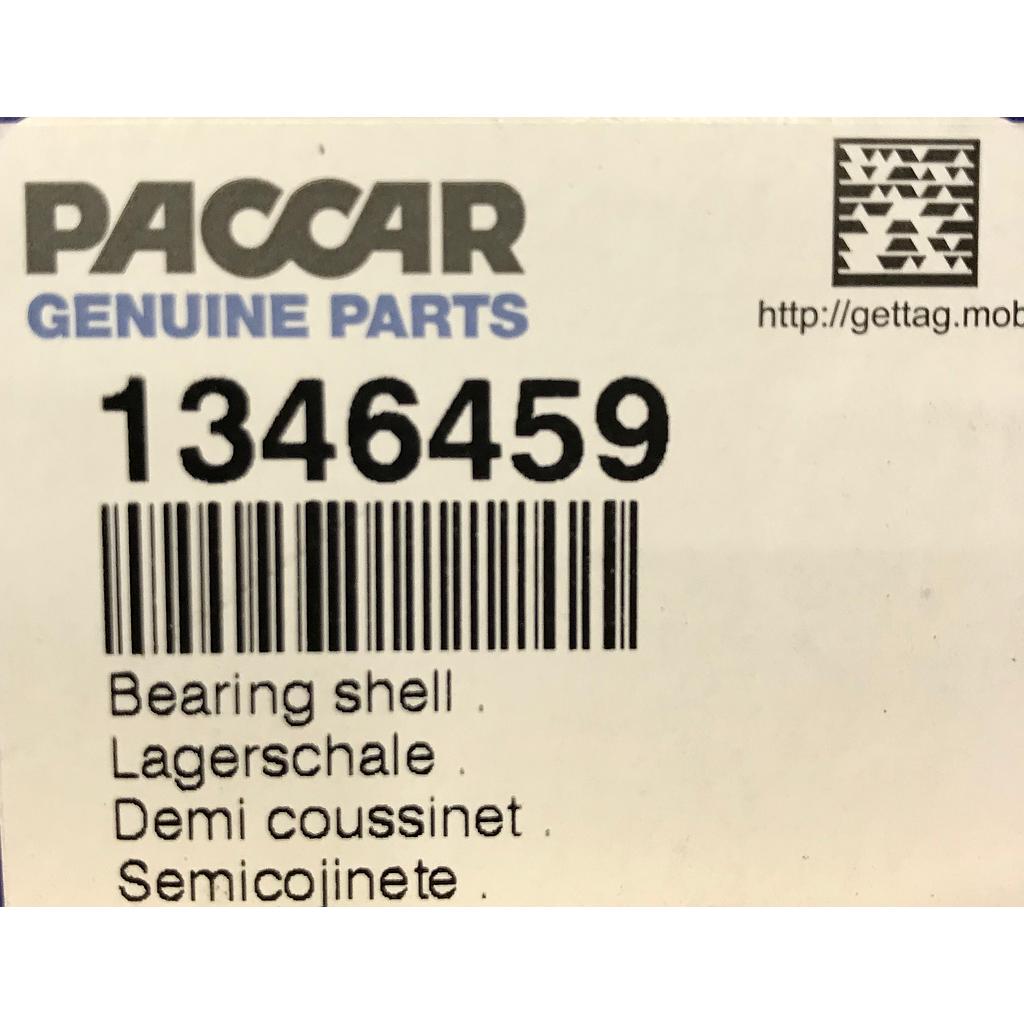 PACCAR
GENUINE PARTS
http://gettag.mob
1346459
Bearing shell .
Lagerschale .
Demi coussinet .
Semicojinete .